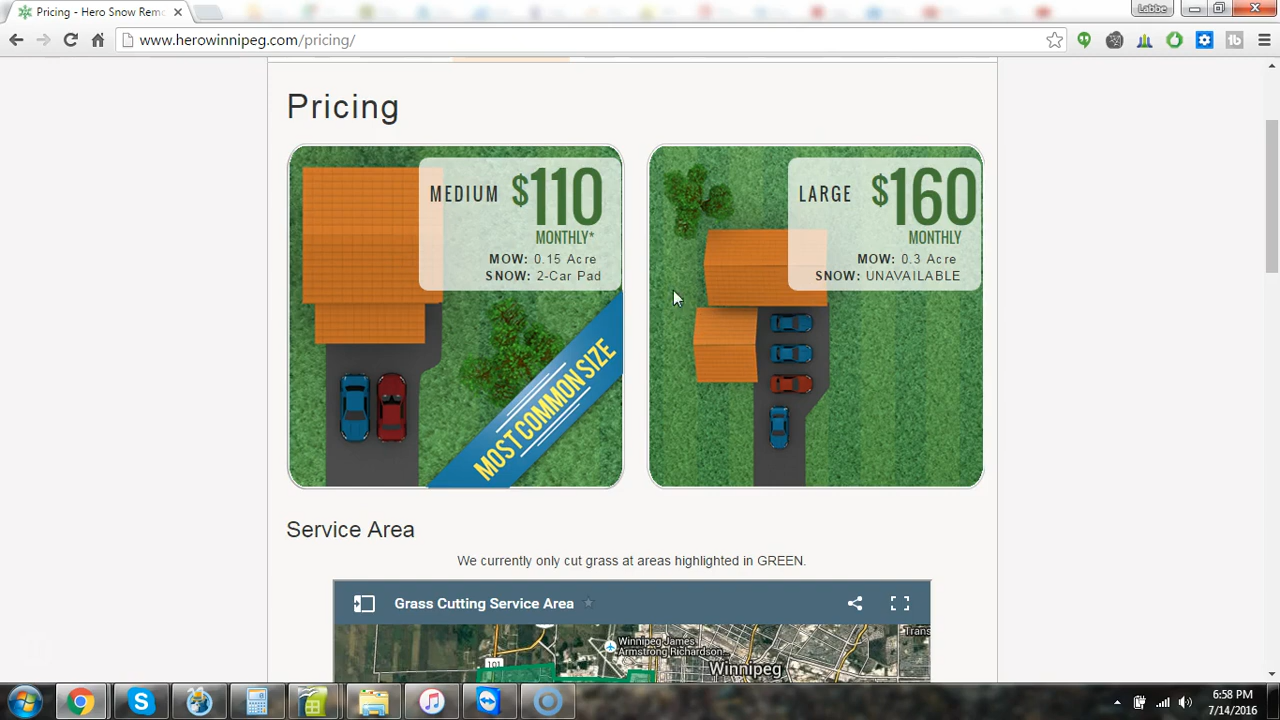 Pricing - Hero Snow Remo
Labbe
www.herowinnipeg.com/pricing/
Pricing
MEDIUM $110
MONTHLY*
MOW: 0.15 Acre
SNOW: 2-Car Pad
MOST COMMON SIZE
LARGE $160
MONTHLY
MOW: 0.3 Acre
SNOW: UNAVAILABLE
Service Area
We currently only cut grass at areas highlighted in GREEN.
Grass Cutting Service Area
Winnipeg James
Armstrong Richardson...
Trans
101
Winnipeg
6:58 PM
7/14/2016